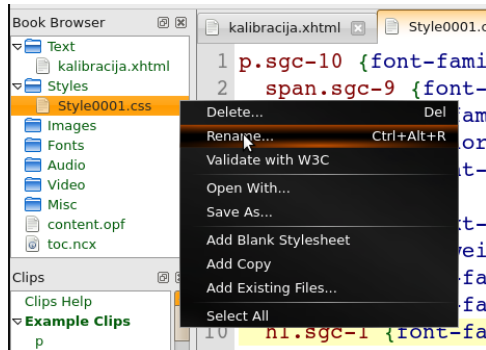 Book Browser
Text
kalibracija.xhtml
Styles
Style0001.css
Images
Fonts
Audio
Video
Misc
content.opf
toc.ncx
Clips
Clips Help
Example Clips
p
kalibracija.xhtml Style0001.c
1 p.sgc-10 {font-fami
2 span.sgc-9 {font-
Delete... Del
Rename... Ctrl+Alt+R
Validate with W3C
Open With...
Save As...
Add Blank Stylesheet
Add Copy
Add Existing Files...
Select All
10 h1.sgc-1 {font-fa